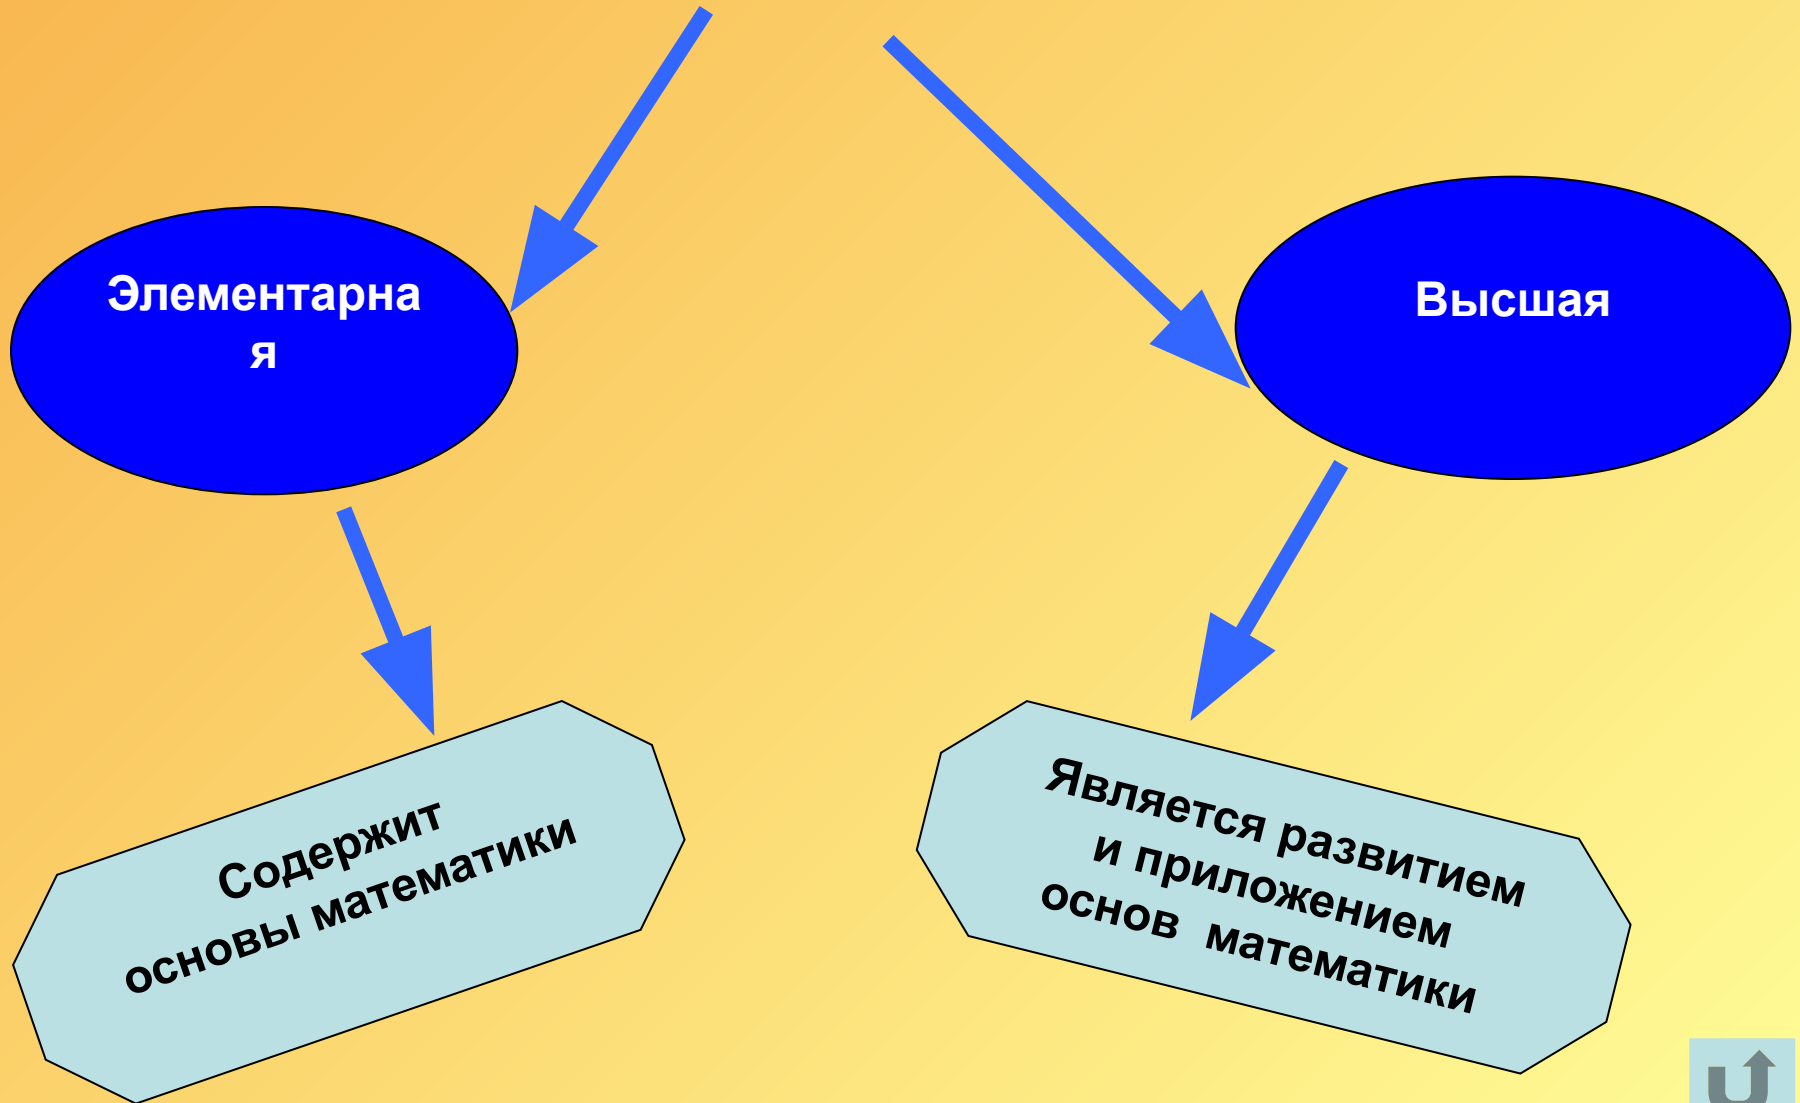 Элементарна
я
Высшая
Содержит
основы математики
Является развитием
и приложением
основ  математики